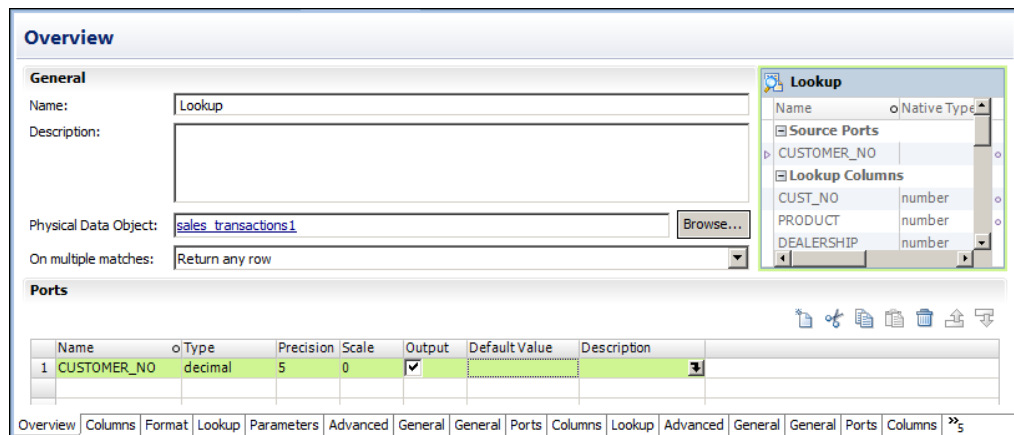 Overview
General
Name:
Lookup
Description:
Physical Data Object:
sales_transactions1
Browse...
On multiple matches:
Return any row
Lookup
Name Native Type
Source Ports
CUSTOMER_NO
Lookup Columns
CUST_NO number
PRODUCT number
DEALERSHIP number
Ports
Name Type Precision Scale Output Default Value Description
1 CUSTOMER_NO decimal 5 0
Overview Columns Format Lookup Parameters Advanced General General Ports Columns Lookup Advanced General General Ports Columns »5